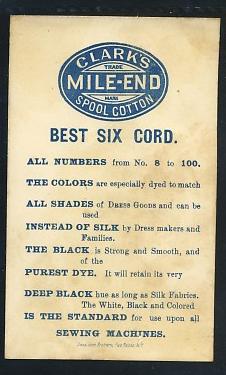 CLARK'S
TRADE
MILE-END
MARK
SPOOL COTTON
BEST SIX CORD.
ALL NUMBERS from No. 8 to 100.
THE COLORS are especially dyed to match
ALL SHADES of DRESS GOODS and can be
used
INSTEAD OF SILK by Dress makers and
Families.
THE BLACK is Strong and Smooth, and
of the
PUREST DYE. It will retain its very
DEEP BLACK hue as long as Silk Fabrics.
The White, Black and Colored
IS THE STANDARD for use upon all
SEWING MACHINES.